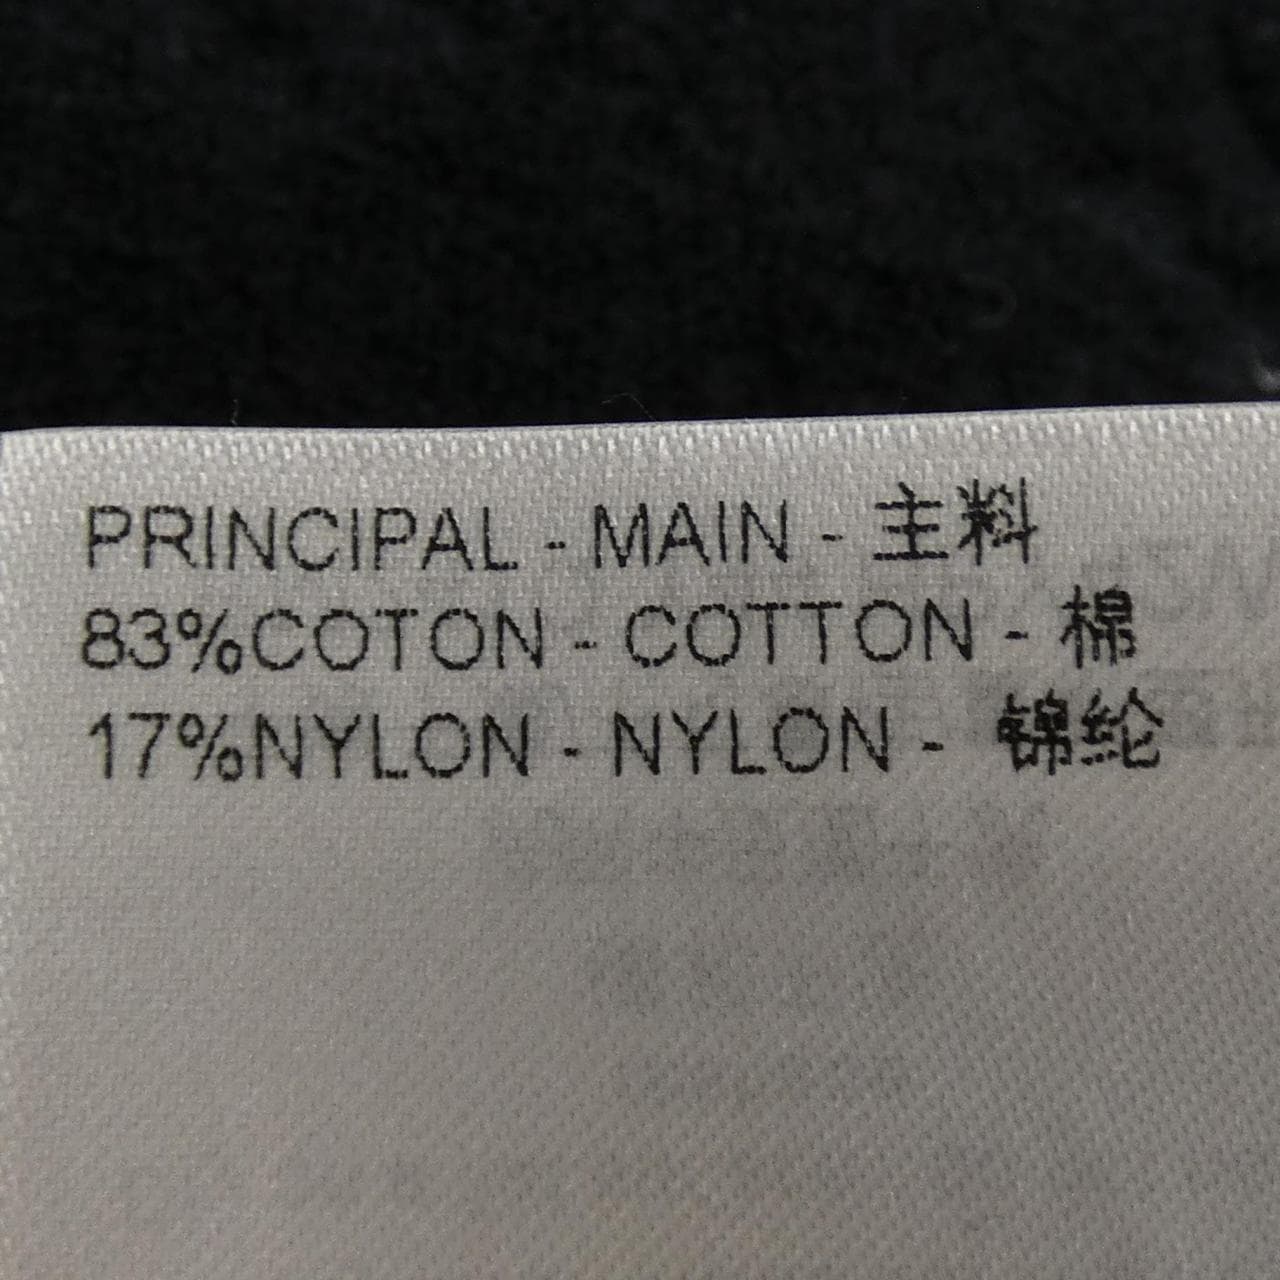 PRINCIPAL - MAIN - 主料
83%COTON - COTTON - 棉
17%NYLON - NYLON - 锦纶